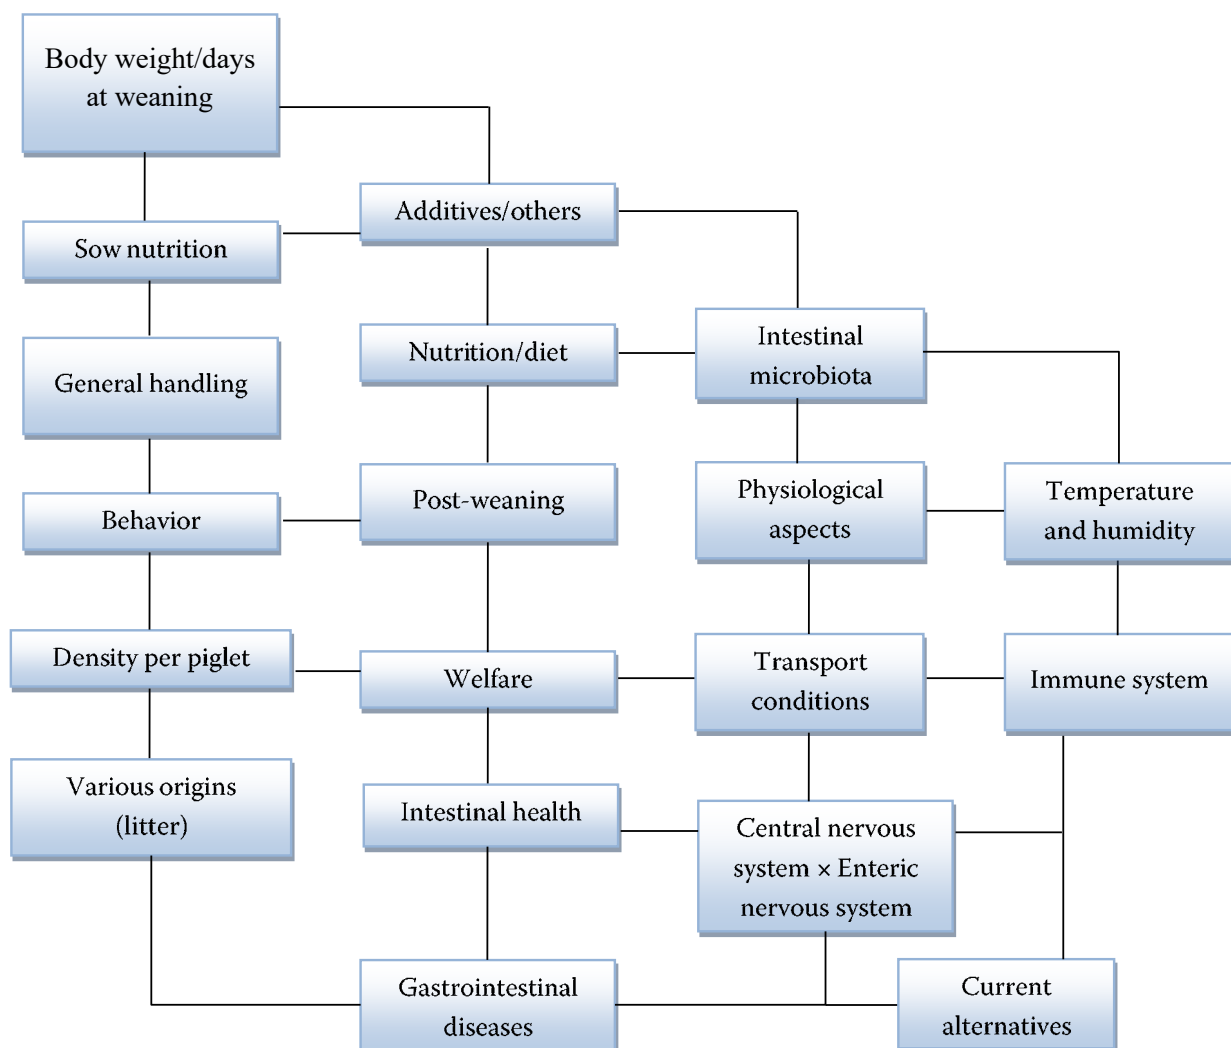 Body weight/days
at weaning
Additives/others
Sow nutrition
Intestinal
microbiota
Nutrition/diet
General handling
Physiological
aspects
Temperature
and humidity
Post-weaning
Behavior
Density per piglet
Welfare
Transport
conditions
Immune system
Various origins
(litter)
Intestinal health
Central nervous
system × Enteric
nervous system
Gastrointestinal
diseases
Current
alternatives